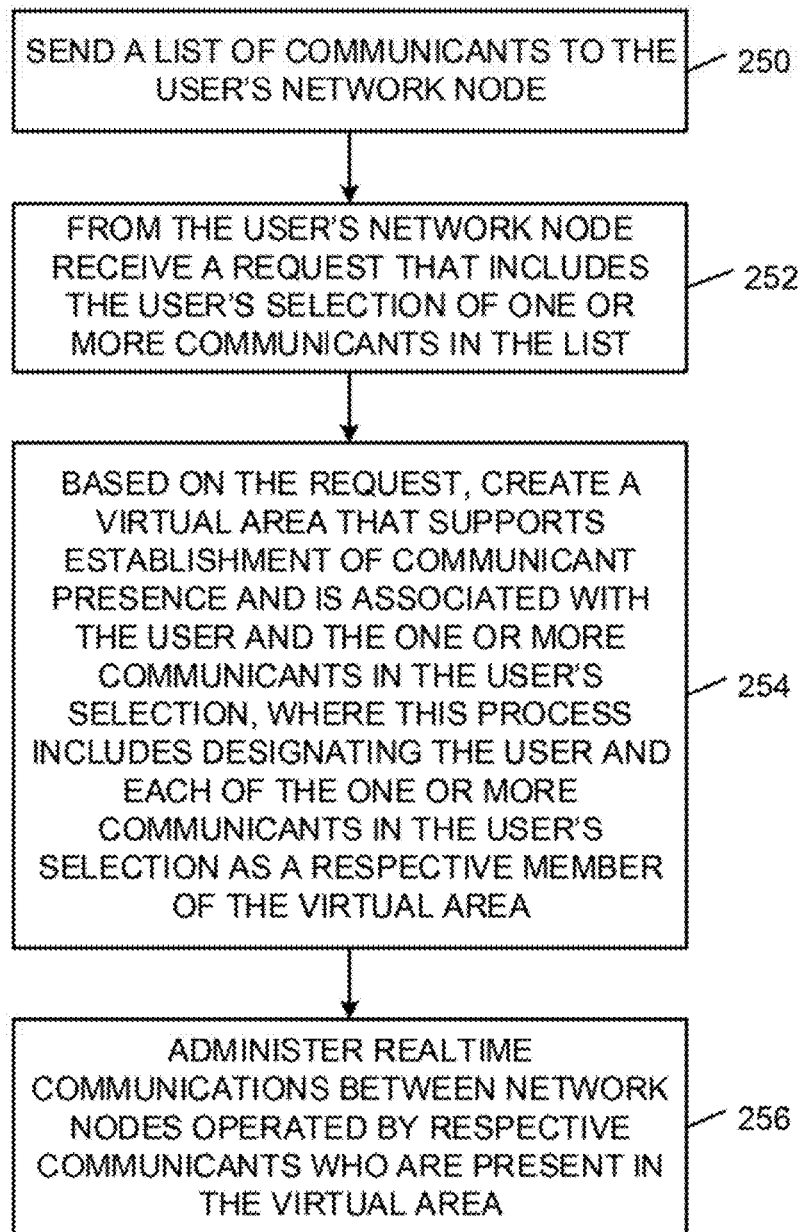 SEND A LIST OF COMMUNICANTS TO THE
USER'S NETWORK NODE
250
FROM THE USER'S NETWORK NODE
RECEIVE A REQUEST THAT INCLUDES
THE USER'S SELECTION OF ONE OR
MORE COMMUNICANTS IN THE LIST
252
BASED ON THE REQUEST, CREATE A
VIRTUAL AREA THAT SUPPORTS
ESTABLISHMENT OF COMMUNICANT
PRESENCE AND IS ASSOCIATED WITH
THE USER AND THE ONE OR MORE
COMMUNICANTS IN THE USER'S
SELECTION, WHERE THIS PROCESS
INCLUDES DESIGNATING THE USER AND
EACH OF THE ONE OR MORE
COMMUNICANTS IN THE USER'S
SELECTION AS A RESPECTIVE MEMBER
OF THE VIRTUAL AREA
254
ADMINISTER REALTIME
COMMUNICATIONS BETWEEN NETWORK
NODES OPERATED BY RESPECTIVE
COMMUNICANTS WHO ARE PRESENT IN
THE VIRTUAL AREA
256